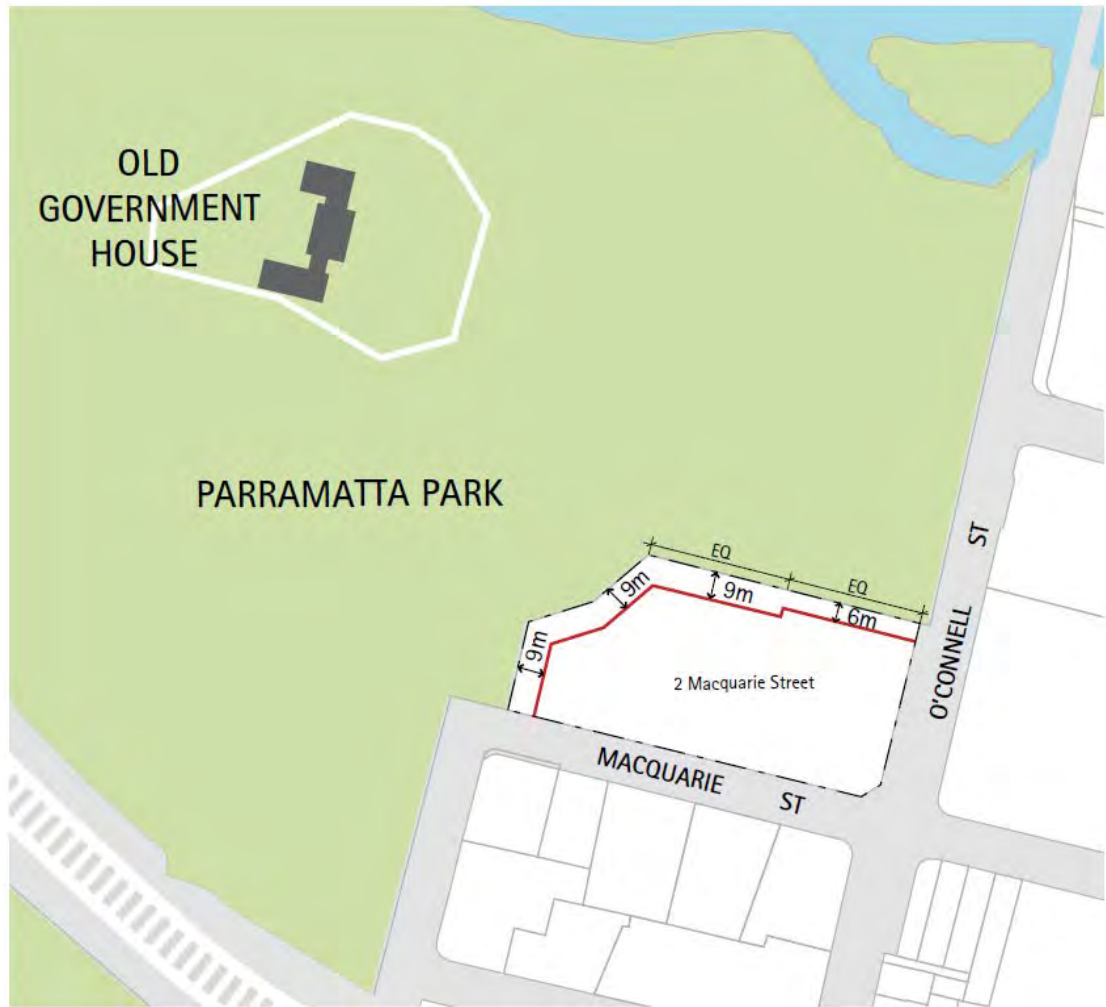 OLD
GOVERNMENT
HOUSE
PARRAMATTA PARK
EQ
EQ
9m
9m
6m
9m
2 Macquarie Street
O'CONNELL ST
MACQUARIE ST